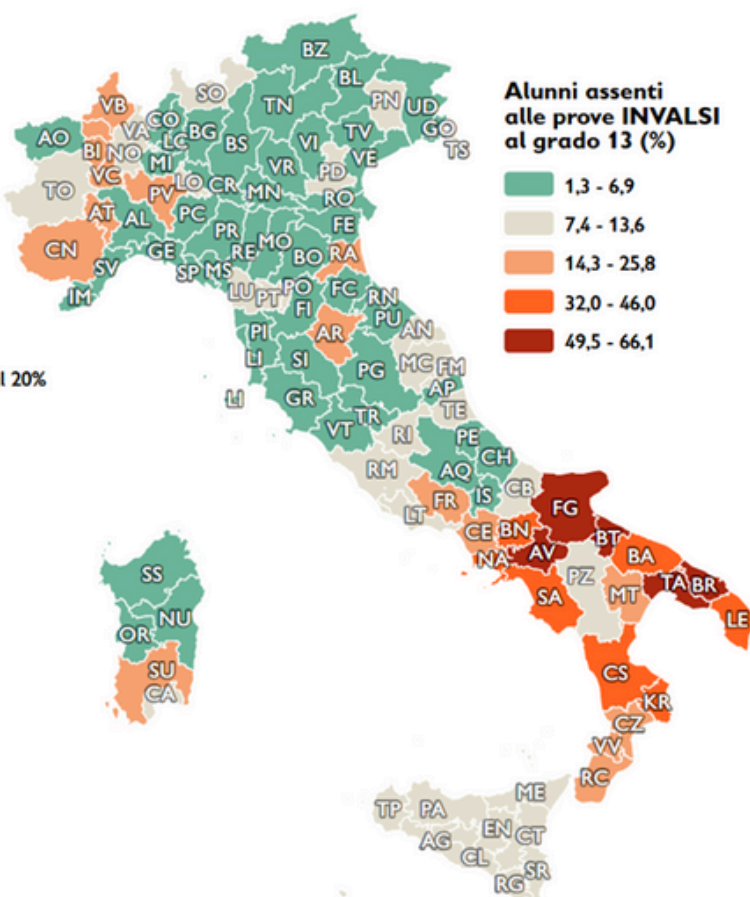 Alunni assenti
alle prove INVALSI
al grado 13 (%)
1,3 - 6,9
7,4 - 13,6
14,3 - 25,8
32,0 - 46,0
49,5 - 66,1
l 20%
BZ
BL
SO
TN
PN
UD
VB
CO
GO
AO
VA
LC
BG
BS
VI
TV
TS
BI
NO
MI
VR
VE
VC
PD
TO
PV
LO
CR
MN
RO
AT
AL
PC
FE
CN
GE
PR
RE
MO
BO
RA
SV
SP
MS
IM
LU
PT
PO
FI
FC
RN
PU
PI
AR
AN
LI
SI
PG
MC
FM
AP
LI
GR
TR
TE
VT
RI
PE
CH
RM
AQ
IS
CB
FR
LT
FG
CE
BN
BT
NA
AV
BA
PZ
TA
BR
SS
SA
MT
LE
NU
OR
SU
CA
CS
KR
CZ
VV
RC
ME
TP
PA
EN
CT
AG
CL
SR
RG